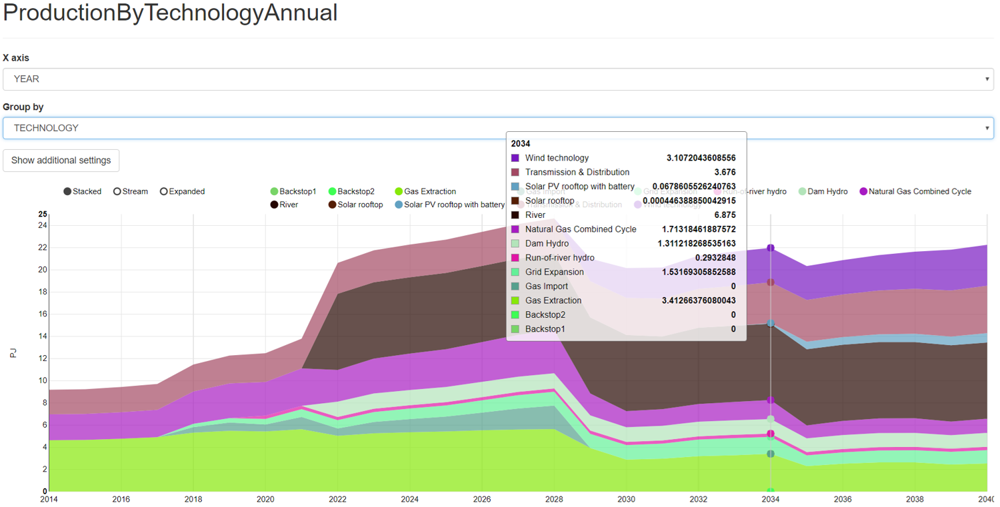 ProductionByTechnologyAnnual
X axis
YEAR
Group by
TECHNOLOGY
Show additional settings
Stacked Stream Expanded
Backstop1 Backstop2 Gas Extraction Gas Import Grid Expansion Run-of-river hydro Dam Hydro Natural Gas Combined Cycle
River Solar rooftop Solar PV rooftop with battery Transmission & Distribution Wind technology
2034
Wind technology 3.1072043608556
Transmission & Distribution 3.676
Solar PV rooftop with battery 0.0678605526240763
Solar rooftop 0.000446388850042915
River 6.875
Natural Gas Combined Cycle 1.71318461887572
Dam Hydro 1.311218268535163
Run-of-river hydro 0.2932848
Grid Expansion 1.53169305852588
Gas Import 0
Gas Extraction 3.41266376080043
Backstop2 0
Backstop1 0
25
24
22
20
18
16
14
12
10
8
6
4
2
0
PJ
2014 2016 2018 2020 2022 2024 2026 2028 2030 2032 2034 2036 2038 2040